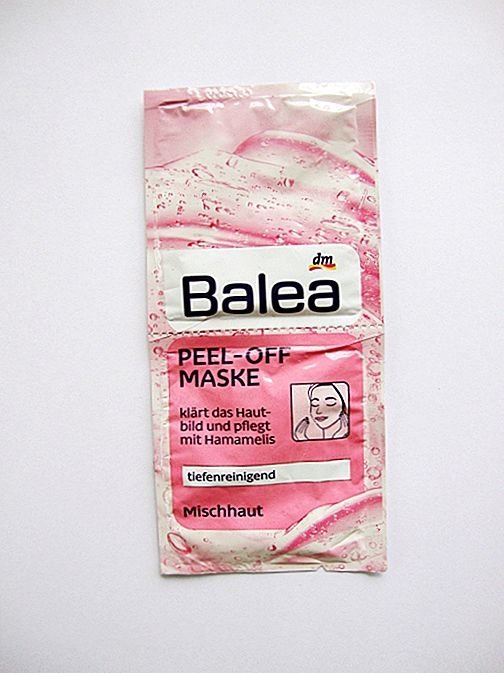 dm
Balea
PEEL-OFF
MASKE
klärt das Haut-
bild und pflegt
mit Hamamelis
tiefenreinigend
Mischhaut